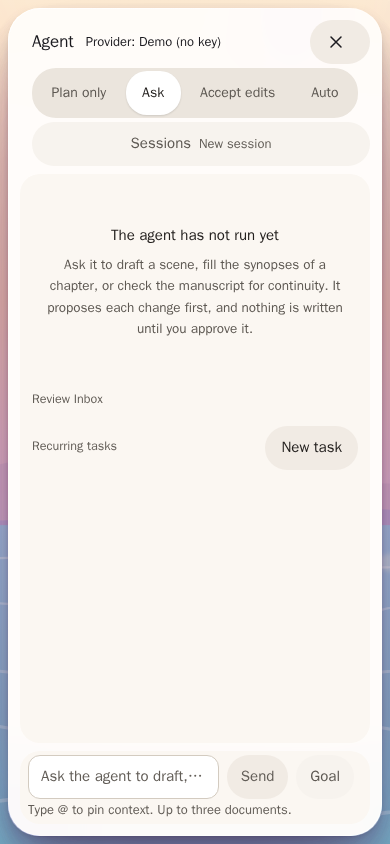 Agent Provider: Demo (no key)
Plan only Ask Accept edits Auto
Sessions New session
The agent has not run yet
Ask it to draft a scene, fill the synopses of a
chapter, or check the manuscript for continuity. It
proposes each change first, and nothing is written
until you approve it.
Review Inbox
Recurring tasks New task
Ask the agent to draft,… Send Goal
Type @ to pin context. Up to three documents.